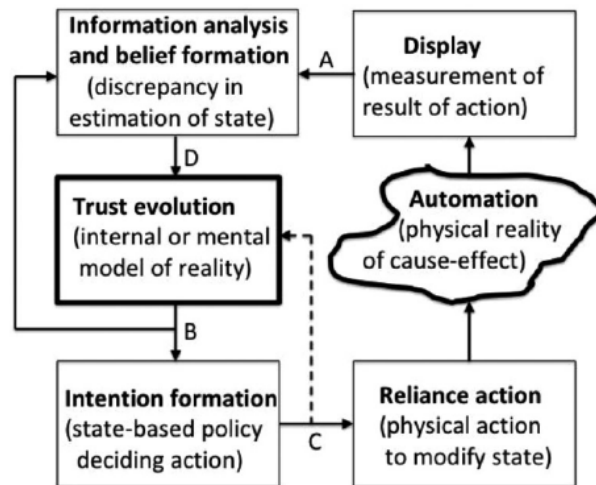 Information analysis
and belief formation
(discrepancy in
estimation of state)
A
Display
(measurement of
result of action)
D
Trust evolution
(internal or mental
model of reality)
Automation
(physical reality
of cause-effect)
B
Intention formation
(state-based policy
deciding action)
C
Reliance action
(physical action
to modify state)